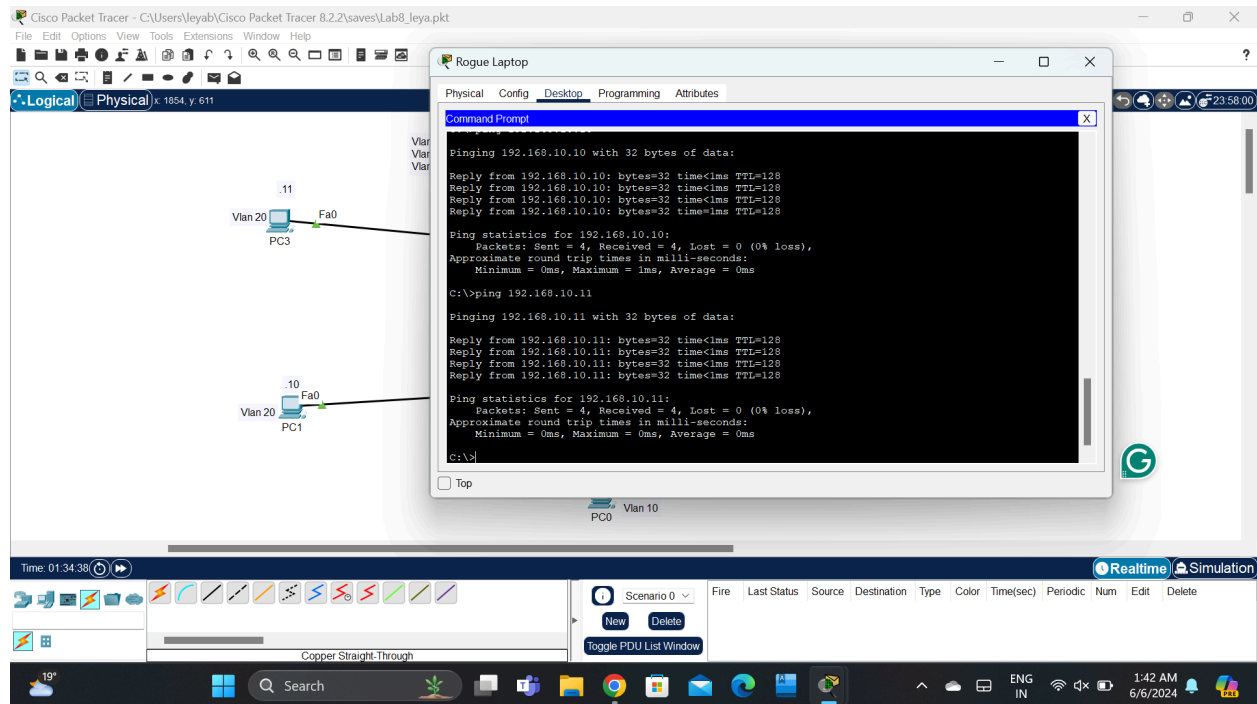 Cisco Packet Tracer - C:\Users\leyab\Cisco Packet Tracer 8.2.2\saves\Lab8_leya.pkt
File Edit Options View Tools Extensions Window Help
?
Logical Physical x: 1854, y: 611
23:58:00
Rogue Laptop
Physical Config Desktop Programming Attributes
Command Prompt
X
Pinging 192.168.10.10 with 32 bytes of data:
Reply from 192.168.10.10: bytes=32 time<1ms TTL=128
Reply from 192.168.10.10: bytes=32 time<1ms TTL=128
Reply from 192.168.10.10: bytes=32 time<1ms TTL=128
Reply from 192.168.10.10: bytes=32 time=1ms TTL=128
Ping statistics for 192.168.10.10:
Packets: Sent = 4, Received = 4, Lost = 0 (0% loss),
Approximate round trip times in milli-seconds:
Minimum = 0ms, Maximum = 1ms, Average = 0ms
C:\>ping 192.168.10.11
Pinging 192.168.10.11 with 32 bytes of data:
Reply from 192.168.10.11: bytes=32 time<1ms TTL=128
Reply from 192.168.10.11: bytes=32 time<1ms TTL=128
Reply from 192.168.10.11: bytes=32 time<1ms TTL=128
Reply from 192.168.10.11: bytes=32 time<1ms TTL=128
Ping statistics for 192.168.10.11:
Packets: Sent = 4, Received = 4, Lost = 0 (0% loss),
Approximate round trip times in milli-seconds:
Minimum = 0ms, Maximum = 0ms, Average = 0ms
C:\>
Top
Vlan
Vlan
Vlan
.11
Vlan 20
Fa0
PC3
.10
Fa0
Vlan 20
PC1
Vlan 10
PC0
Time: 01:34:38
Realtime Simulation
Scenario 0
Fire Last Status Source Destination Type Color Time(sec) Periodic Num Edit Delete
New Delete
Toggle PDU List Window
Copper Straight-Through
19°
Search
ENG
IN
1:42 AM
6/6/2024
PRE